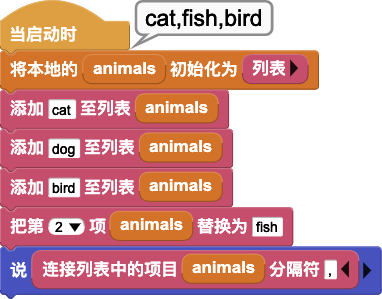 cat,fish,bird
当启动时
将本地的 animals 初始化为 列表
添加 cat 至列表 animals
添加 dog 至列表 animals
添加 bird 至列表 animals
把第 2 项 animals 替换为 fish
说 连接列表中的项目 animals 分隔符 ,